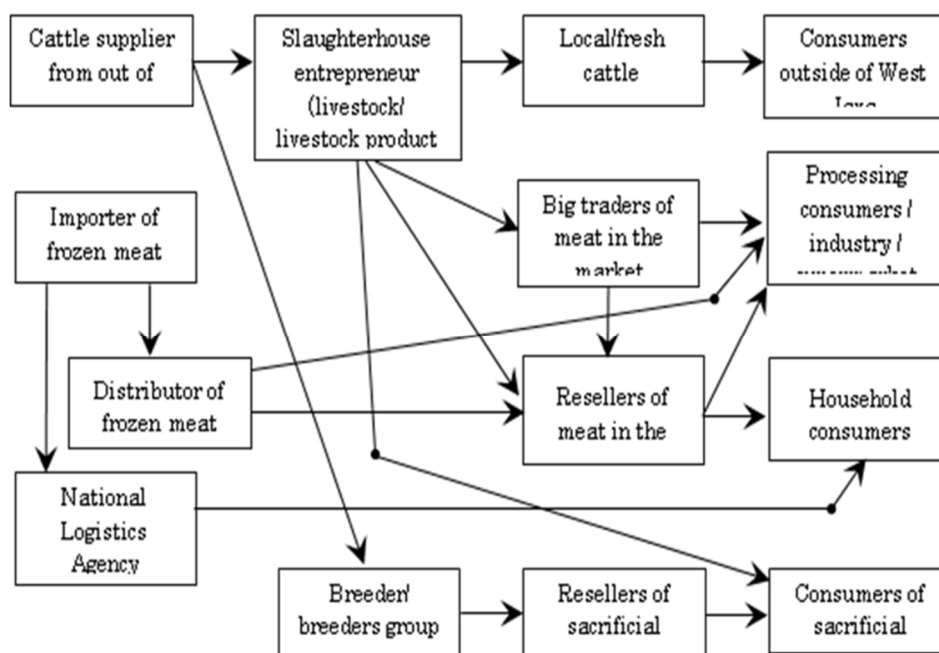 Cattle supplier
from out of
Slaughterhouse
entrepreneur
(livestock/
livestock product
Local/fresh
cattle
Consumers
outside of West
Importer of
frozen meat
Big traders of
meat in the
market
Processing
consumers /
industry /
Distributor of
frozen meat
Resellers of
meat in the
Household
consumers
National
Logistics
Agency
Breeder/
breeders group
Resellers of
sacrificial
Consumers of
sacrificial